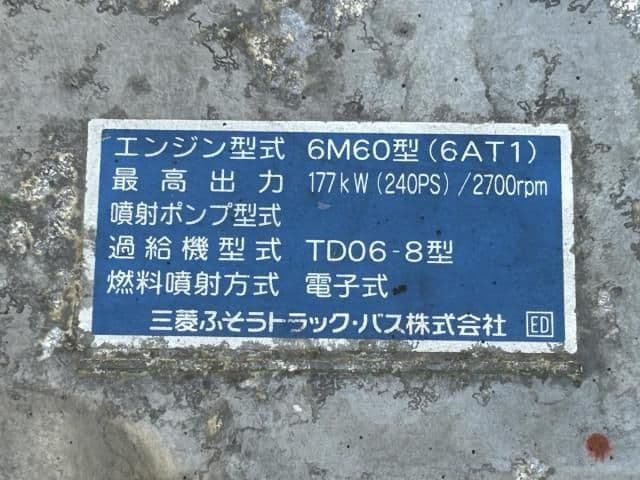 エンジン型式 6M60型(6AT1)
最高出力 177kW(240PS)/2700rpm
噴射ポンプ型式
過給機型式 TD06-8型
燃料噴射方式 電子式
三菱ふそうトラック・バス株式会社 ED